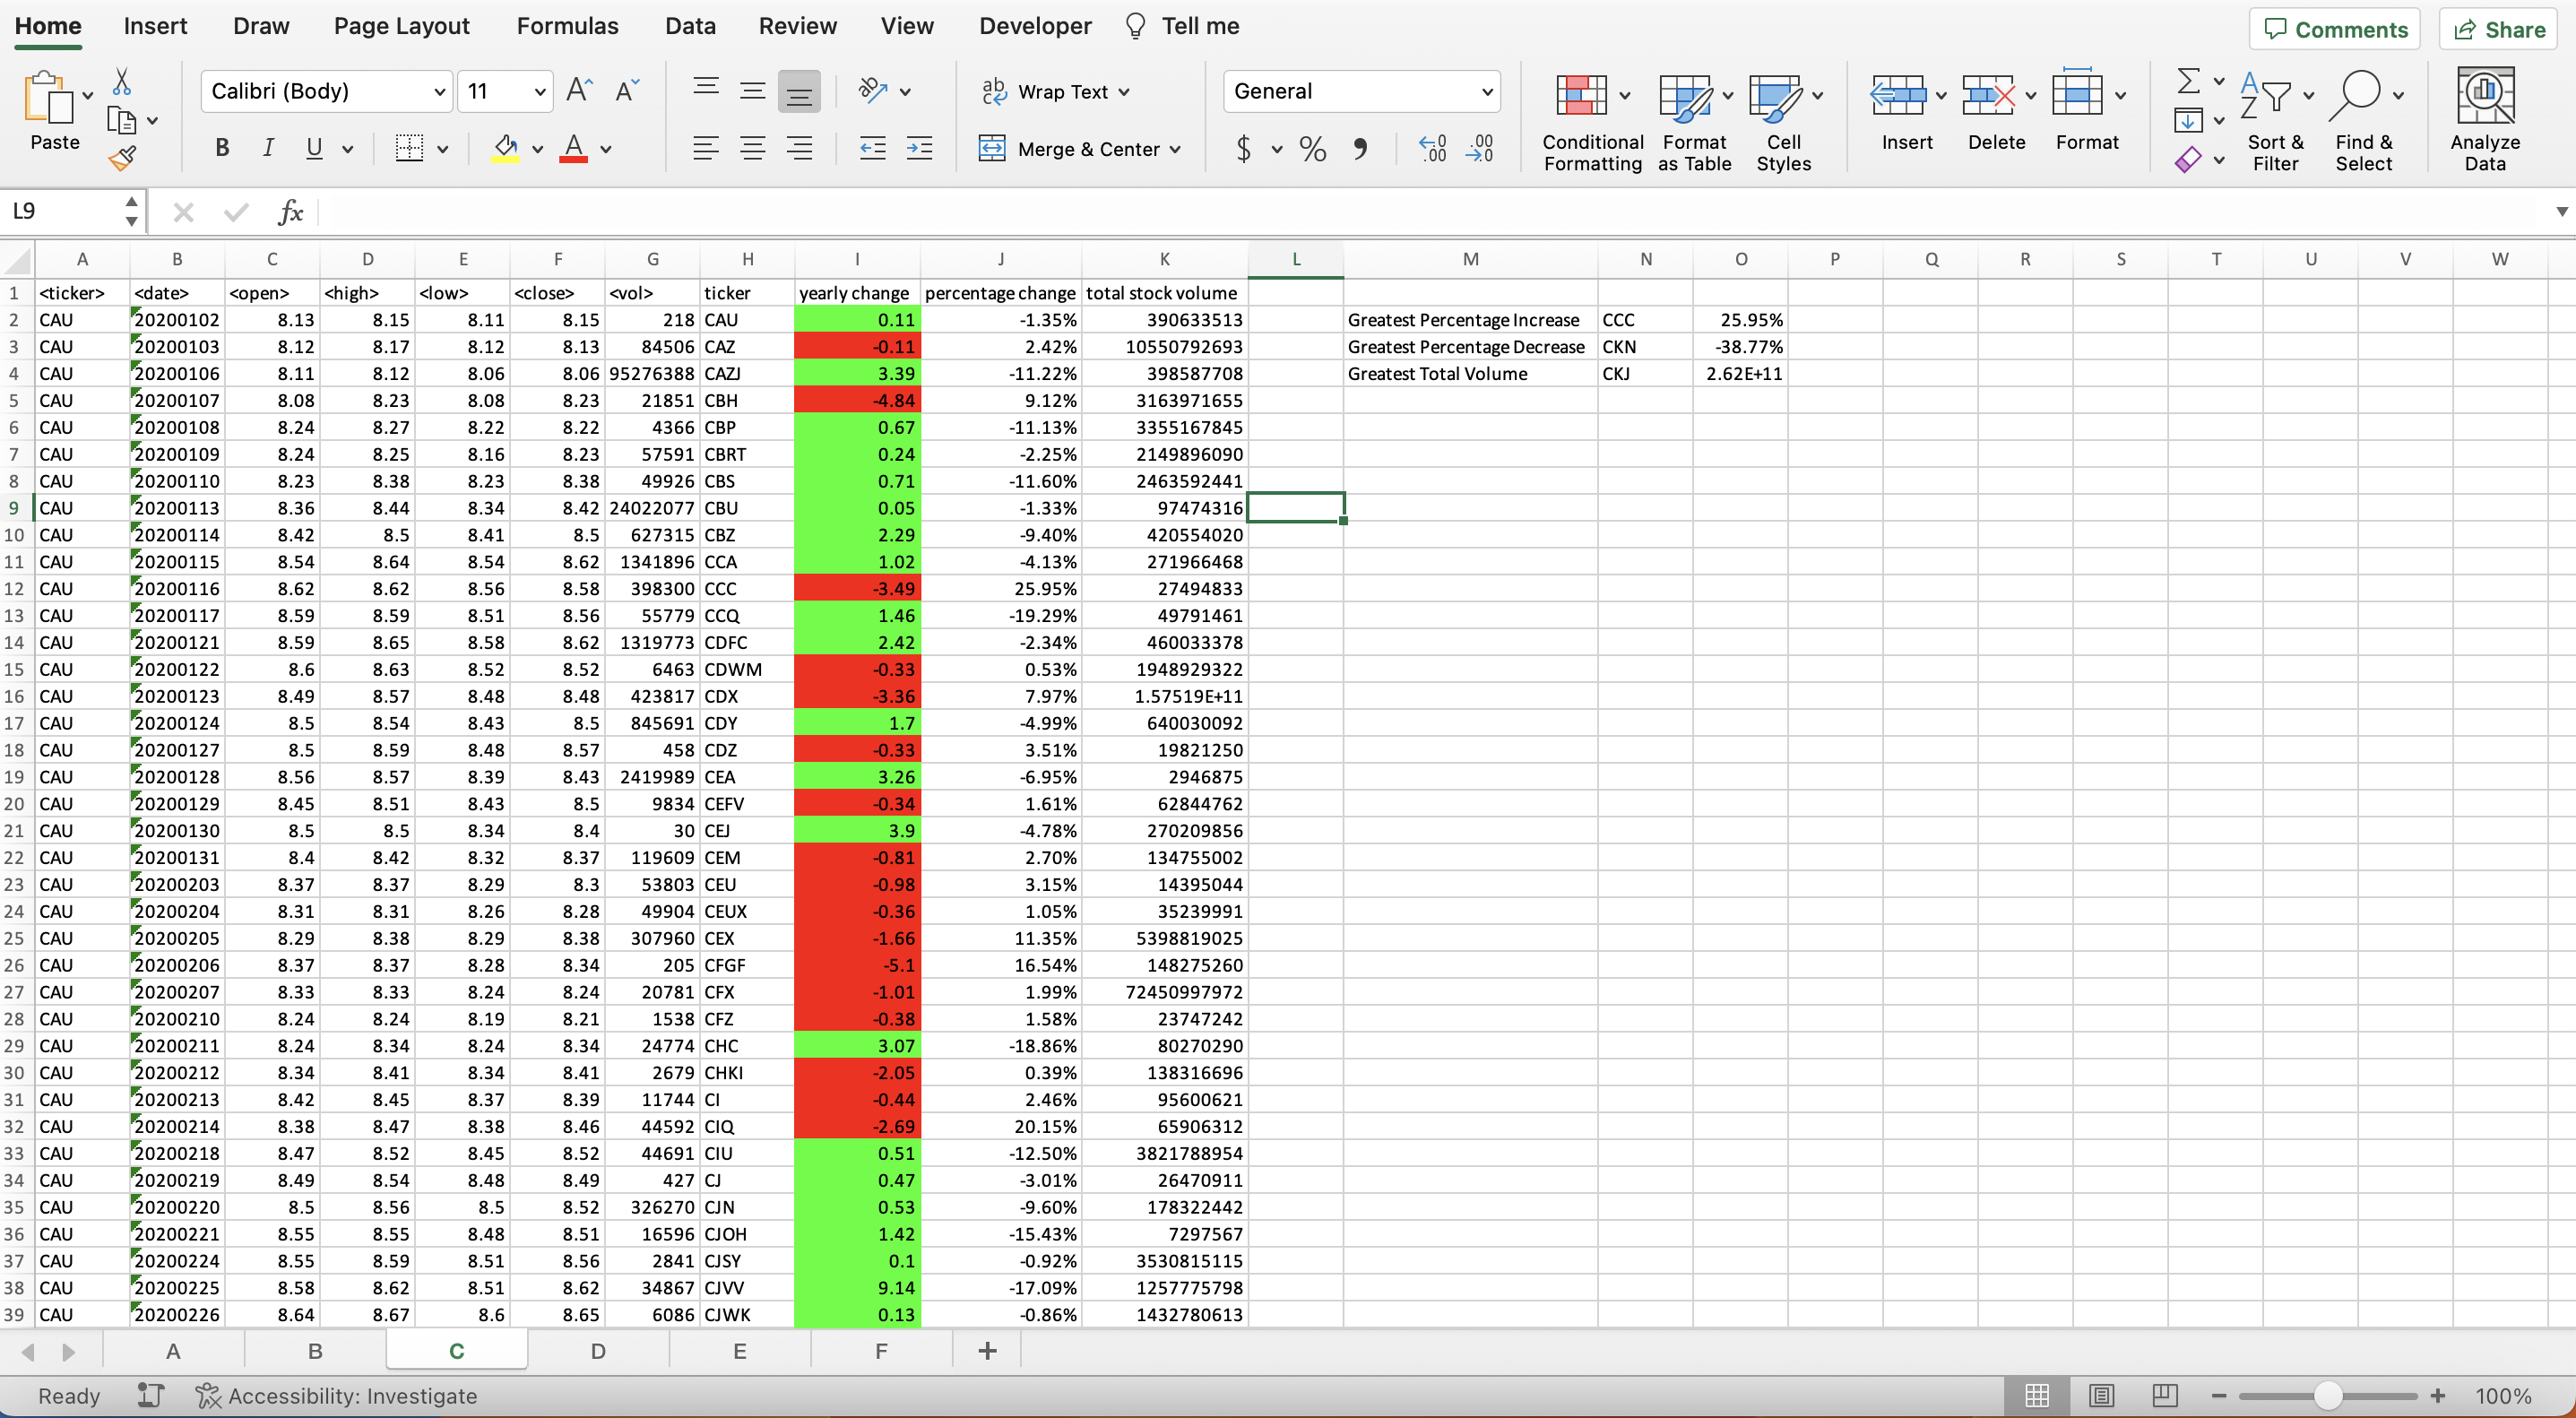 Home Insert Draw Page Layout Formulas Data Review View Developer Tell me Comments Share
Paste Calibri (Body) 11 A^ A˅ Wrap Text General Conditional Formatting Format as Table Cell Styles Insert Delete Format Sort & Filter Find & Select Analyze Data
B I U A Merge & Center $ % 9
L9 fx
A B C D E F G H I J K L M N O P Q R S T U V W
1 <ticker> <date> <open> <high> <low> <close> <vol> ticker yearly change percentage change total stock volume
2 CAU 20200102 8.13 8.15 8.11 8.15 218 CAU 0.11 -1.35% 390633513 Greatest Percentage Increase CCC 25.95%
3 CAU 20200103 8.12 8.17 8.12 8.13 84506 CAZ -0.11 2.42% 10550792693 Greatest Percentage Decrease CKN -38.77%
4 CAU 20200106 8.11 8.12 8.06 8.06 95276388 CAZJ 3.39 -11.22% 398587708 Greatest Total Volume CKJ 2.62E+11
5 CAU 20200107 8.08 8.23 8.08 8.23 21851 CBH -4.84 9.12% 3163971655
6 CAU 20200108 8.24 8.27 8.22 8.22 4366 CBP 0.67 -11.13% 3355167845
7 CAU 20200109 8.24 8.25 8.16 8.23 57591 CBRT 0.24 -2.25% 2149896090
8 CAU 20200110 8.23 8.38 8.23 8.38 49926 CBS 0.71 -11.60% 2463592441
9 CAU 20200113 8.36 8.44 8.34 8.42 24022077 CBU 0.05 -1.33% 97474316
10 CAU 20200114 8.42 8.5 8.41 8.5 627315 CBZ 2.29 -9.40% 420554020
11 CAU 20200115 8.54 8.64 8.54 8.62 1341896 CCA 1.02 -4.13% 271966468
12 CAU 20200116 8.62 8.62 8.56 8.58 398300 CCC -3.49 25.95% 27494833
13 CAU 20200117 8.59 8.59 8.51 8.56 55779 CCQ 1.46 -19.29% 49791461
14 CAU 20200121 8.59 8.65 8.58 8.62 1319773 CDFC 2.42 -2.34% 460033378
15 CAU 20200122 8.6 8.63 8.52 8.52 6463 CDWM -0.33 0.53% 1948929322
16 CAU 20200123 8.49 8.57 8.48 8.48 423817 CDX -3.36 7.97% 1.57519E+11
17 CAU 20200124 8.5 8.54 8.43 8.5 845691 CDY 1.7 -4.99% 640030092
18 CAU 20200127 8.5 8.59 8.48 8.57 458 CDZ -0.33 3.51% 19821250
19 CAU 20200128 8.56 8.57 8.39 8.43 2419989 CEA 3.26 -6.95% 2946875
20 CAU 20200129 8.45 8.51 8.43 8.5 9834 CEFV -0.34 1.61% 62844762
21 CAU 20200130 8.5 8.5 8.34 8.4 30 CEJ 3.9 -4.78% 270209856
22 CAU 20200131 8.4 8.42 8.32 8.37 119609 CEM -0.81 2.70% 134755002
23 CAU 20200203 8.37 8.37 8.29 8.3 53803 CEU -0.98 3.15% 14395044
24 CAU 20200204 8.31 8.31 8.26 8.28 49904 CEUX -0.36 1.05% 35239991
25 CAU 20200205 8.29 8.38 8.29 8.38 307960 CEX -1.66 11.35% 5398819025
26 CAU 20200206 8.37 8.37 8.28 8.34 205 CFGF -5.1 16.54% 148275260
27 CAU 20200207 8.33 8.33 8.24 8.24 20781 CFX -1.01 1.99% 72450997972
28 CAU 20200210 8.24 8.24 8.19 8.21 1538 CFZ -0.38 1.58% 23747242
29 CAU 20200211 8.24 8.34 8.24 8.34 24774 CHC 3.07 -18.86% 80270290
30 CAU 20200212 8.34 8.41 8.34 8.41 2679 CHKI -2.05 0.39% 138316696
31 CAU 20200213 8.42 8.45 8.37 8.39 11744 CI -0.44 2.46% 95600621
32 CAU 20200214 8.38 8.47 8.38 8.46 44592 CIQ -2.69 20.15% 65906312
33 CAU 20200218 8.47 8.52 8.45 8.52 44691 CIU 0.51 -12.50% 3821788954
34 CAU 20200219 8.49 8.54 8.48 8.49 427 CJ 0.47 -3.01% 26470911
35 CAU 20200220 8.5 8.56 8.5 8.52 326270 CJN 0.53 -9.60% 178322442
36 CAU 20200221 8.55 8.55 8.48 8.51 16596 CJOH 1.42 -15.43% 7297567
37 CAU 20200224 8.55 8.59 8.51 8.56 2841 CJSY 0.1 -0.92% 3530815115
38 CAU 20200225 8.58 8.62 8.51 8.62 34867 CJVV 9.14 -17.09% 1257775798
39 CAU 20200226 8.64 8.67 8.6 8.65 6086 CJWK 0.13 -0.86% 1432780613
A B C D E F +
Ready Accessibility: Investigate − + 100%